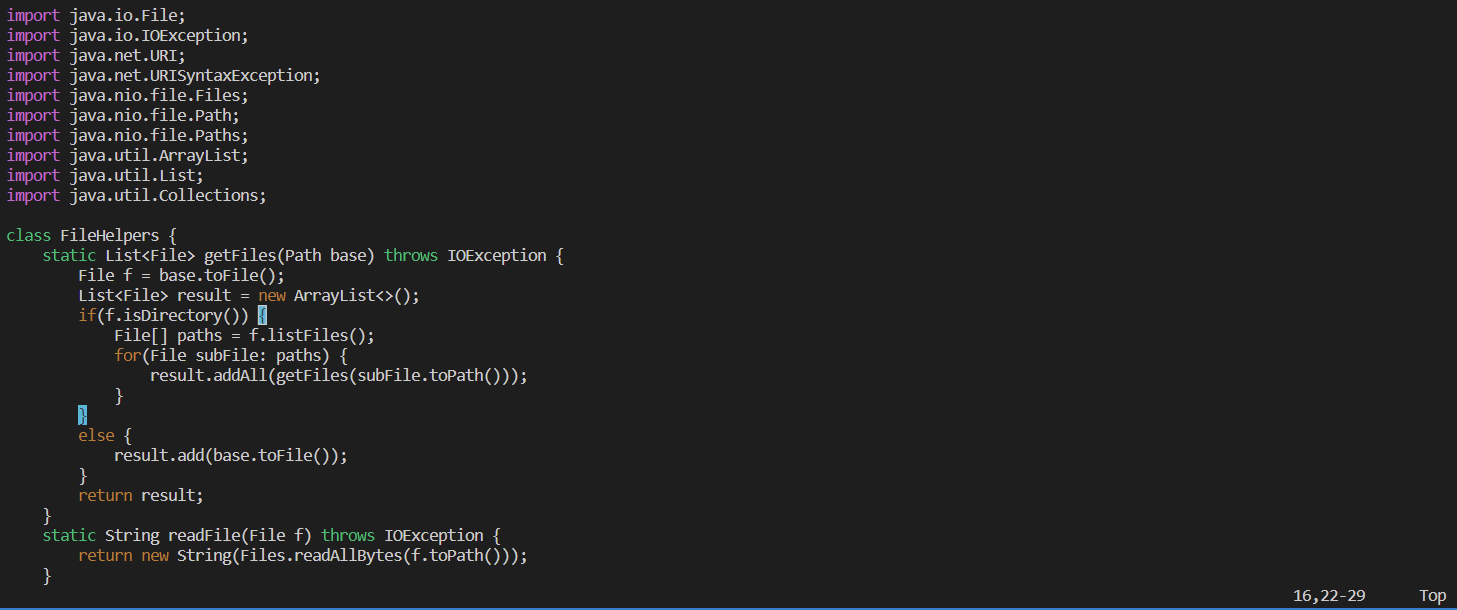 import java.io.File;
import java.io.IOException;
import java.net.URI;
import java.net.URISyntaxException;
import java.nio.file.Files;
import java.nio.file.Path;
import java.nio.file.Paths;
import java.util.ArrayList;
import java.util.List;
import java.util.Collections;

class FileHelpers {
    static List<File> getFiles(Path base) throws IOException {
        File f = base.toFile();
        List<File> result = new ArrayList<>();
        if(f.isDirectory()) {
            File[] paths = f.listFiles();
            for(File subFile: paths) {
                result.addAll(getFiles(subFile.toPath()));
            }
        }
        else {
            result.add(base.toFile());
        }
        return result;
    }
    static String readFile(File f) throws IOException {
        return new String(Files.readAllBytes(f.toPath()));
    }
16,22-29 Top